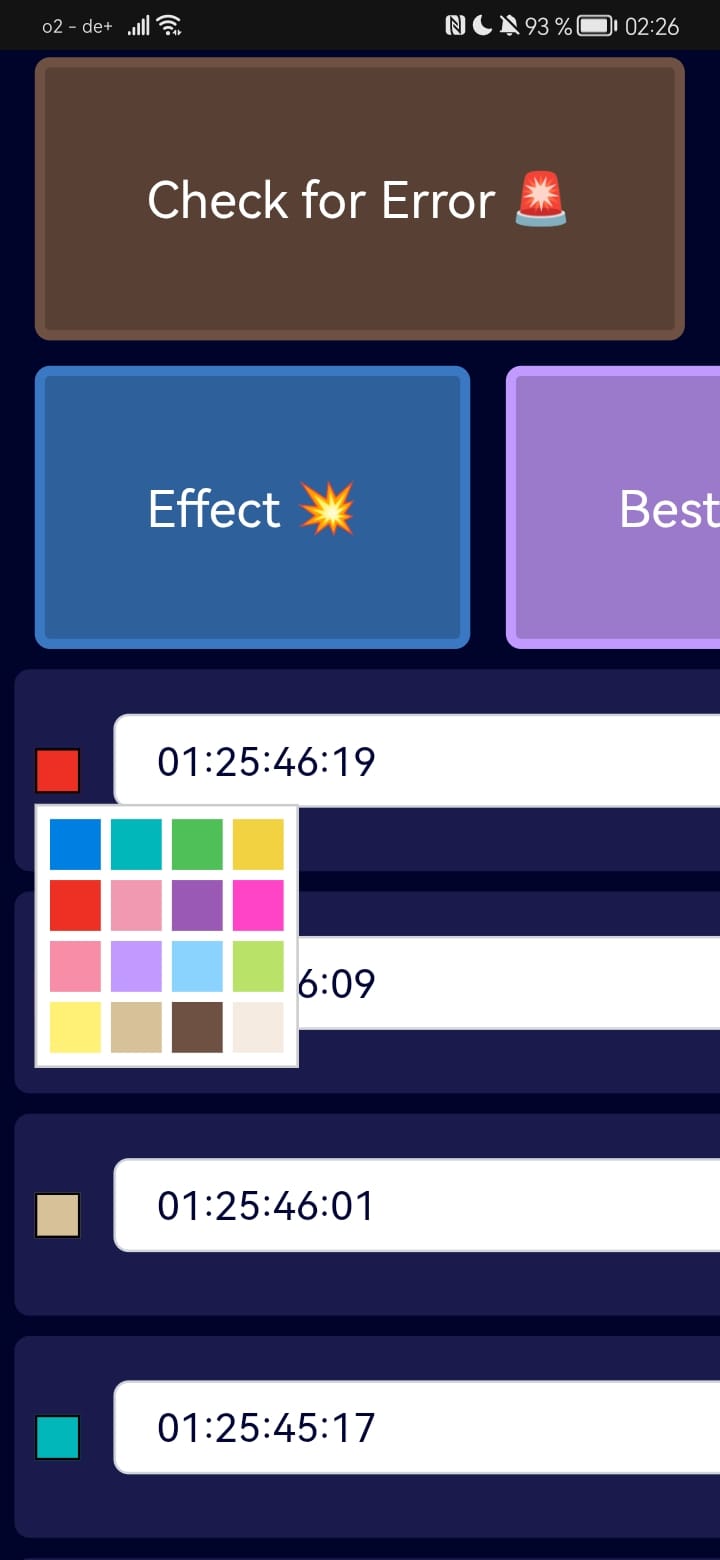 o2 - de+ 93 % 02:26
Check for Error 🚨
Effect 💥 Best
01:25:46:19
6:09
01:25:46:01
01:25:45:17